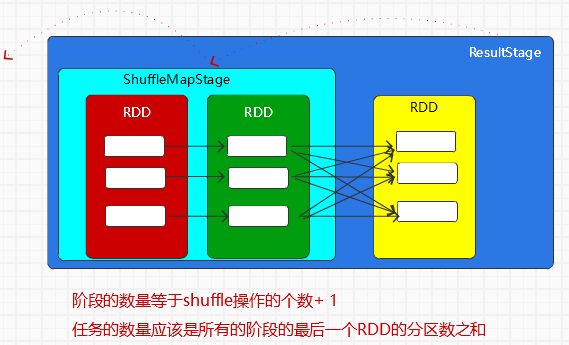 ResultStage
ShuffleMapStage
RDD
RDD
RDD
阶段的数量等于shuffle操作的个数+ 1
任务的数量应该是所有的阶段的最后一个RDD的分区数之和